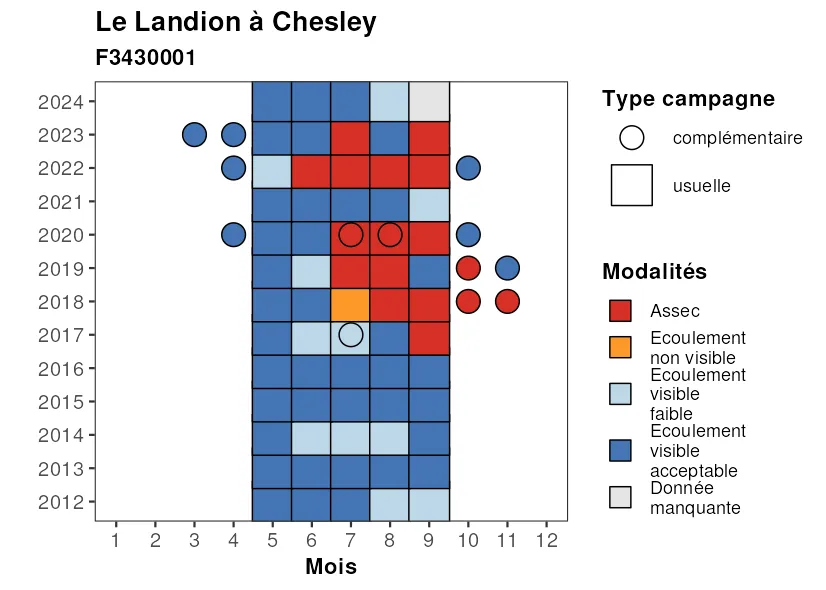 Le Landion à Chesley
F3430001
2024
2023
2022
2021
2020
2019
2018
2017
2016
2015
2014
2013
2012
1 2 3 4 5 6 7 8 9 10 11 12
Mois
Type campagne
complémentaire
usuelle
Modalités
Assec
Ecoulement
non visible
Ecoulement
visible
faible
Ecoulement
visible
acceptable
Donnée
manquante